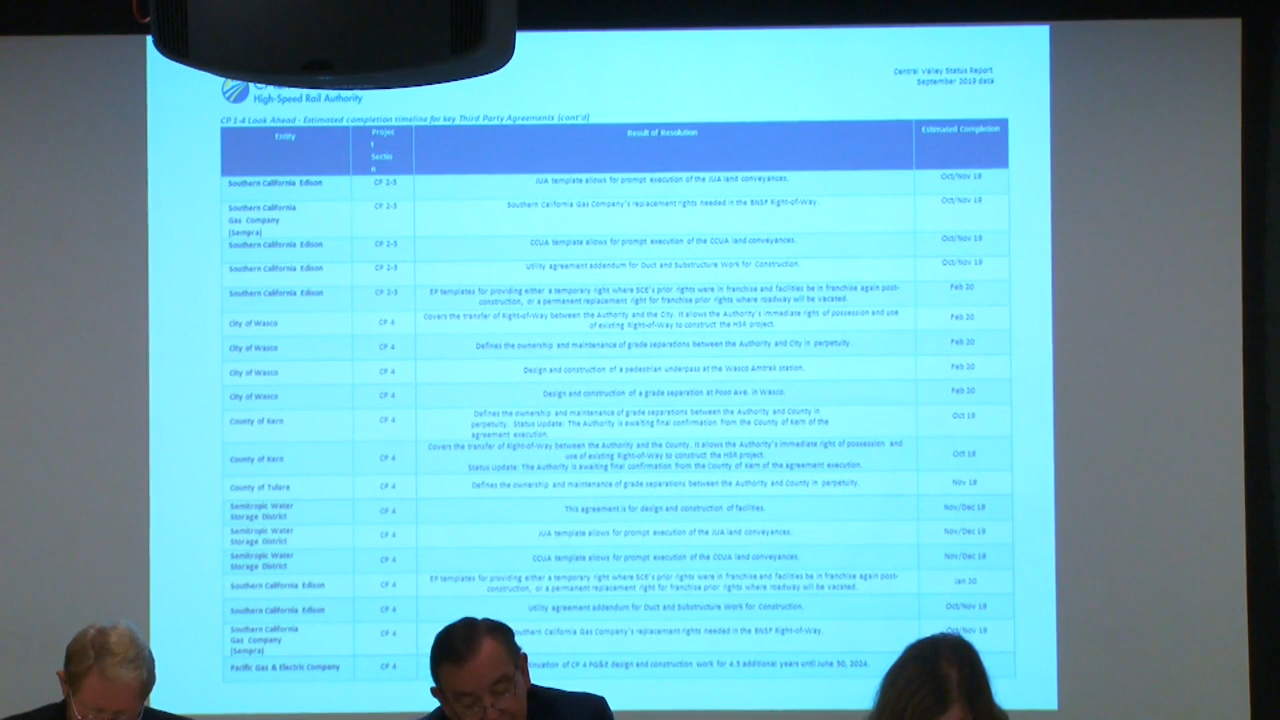 High-Speed Rail Authority
Central Valley Status Report
September 2019 data
CP 1-4 Look Ahead - Estimated completion timeline for key Third Party Agreements (cont'd)
Entity
Projec
t
Sectio
n
Result of Resolution
Estimated Completion
Southern California Edison
CP 2-3
JUA template allows for prompt execution of the JUA land conveyances.
Oct/Nov 19
Southern California
Gas Company
(Sempra)
CP 2-3
Southern California Gas Company's replacement rights needed in the BNSF Right-of-Way.
Oct/Nov 19
Southern California Edison
CP 2-3
CCUA template allows for prompt execution of the CCUA land conveyances.
Oct/Nov 19
Southern California Edison
CP 2-3
Utility agreement addendum for Duct and Substructure Work for Construction.
Oct/Nov 19
Southern California Edison
CP 2-3
EP templates for providing either a temporary right where SCE's prior rights were in franchise and facilities be in franchise again post-
construction, or a permanent replacement right for franchise prior rights where roadway will be vacated.
Feb 20
City of Wasco
CP 4
Covers the transfer of Right-of-Way between the Authority and the City. It allows the Authority's immediate right of possession and use
of existing Right-of-Way to construct the HSR project.
Feb 20
City of Wasco
CP 4
Defines the ownership and maintenance of grade separations between the Authority and City in perpetuity.
Feb 20
City of Wasco
CP 4
Design and construction of a pedestrian underpass at the Wasco Amtrak station.
Feb 20
City of Wasco
CP 4
Design and construction of a grade separation at Poso Ave. in Wasco.
Feb 20
County of Kern
CP 4
Defines the ownership and maintenance of grade separations between the Authority and County in
perpetuity. Status Update: The Authority is awaiting final confirmation from the County of Kern of the
agreement execution.
Oct 19
County of Kern
CP 4
Covers the transfer of Right-of-Way between the Authority and the County. It allows the Authority's immediate right of possession and
use of existing Right-of-Way to construct the HSR project.
Status Update: The Authority is awaiting final confirmation from the County of Kern of the agreement execution.
Oct 19
County of Tulare
CP 4
Defines the ownership and maintenance of grade separations between the Authority and County in perpetuity.
Nov 19
Semitropic Water
Storage District
CP 4
This agreement is for design and construction of facilities.
Nov/Dec 19
Semitropic Water
Storage District
CP 4
JUA template allows for prompt execution of the JUA land conveyances.
Nov/Dec 19
Semitropic Water
Storage District
CP 4
CCUA template allows for prompt execution of the CCUA land conveyances.
Nov/Dec 19
Southern California Edison
CP 4
EP templates for providing either a temporary right where SCE's prior rights were in franchise and facilities be in franchise again post-
construction, or a permanent replacement right for franchise prior rights where roadway will be vacated.
Jan 20
Southern California Edison
CP 4
Utility agreement addendum for Duct and Substructure Work for Construction.
Oct/Nov 19
Southern California
Gas Company
(Sempra)
CP 4
Southern California Gas Company's replacement rights needed in the BNSF Right-of-Way.
Oct/Nov 19
Pacific Gas & Electric Company
CP 4
PG&E design and construction work for 4.5 additional years until June 30, 2024.